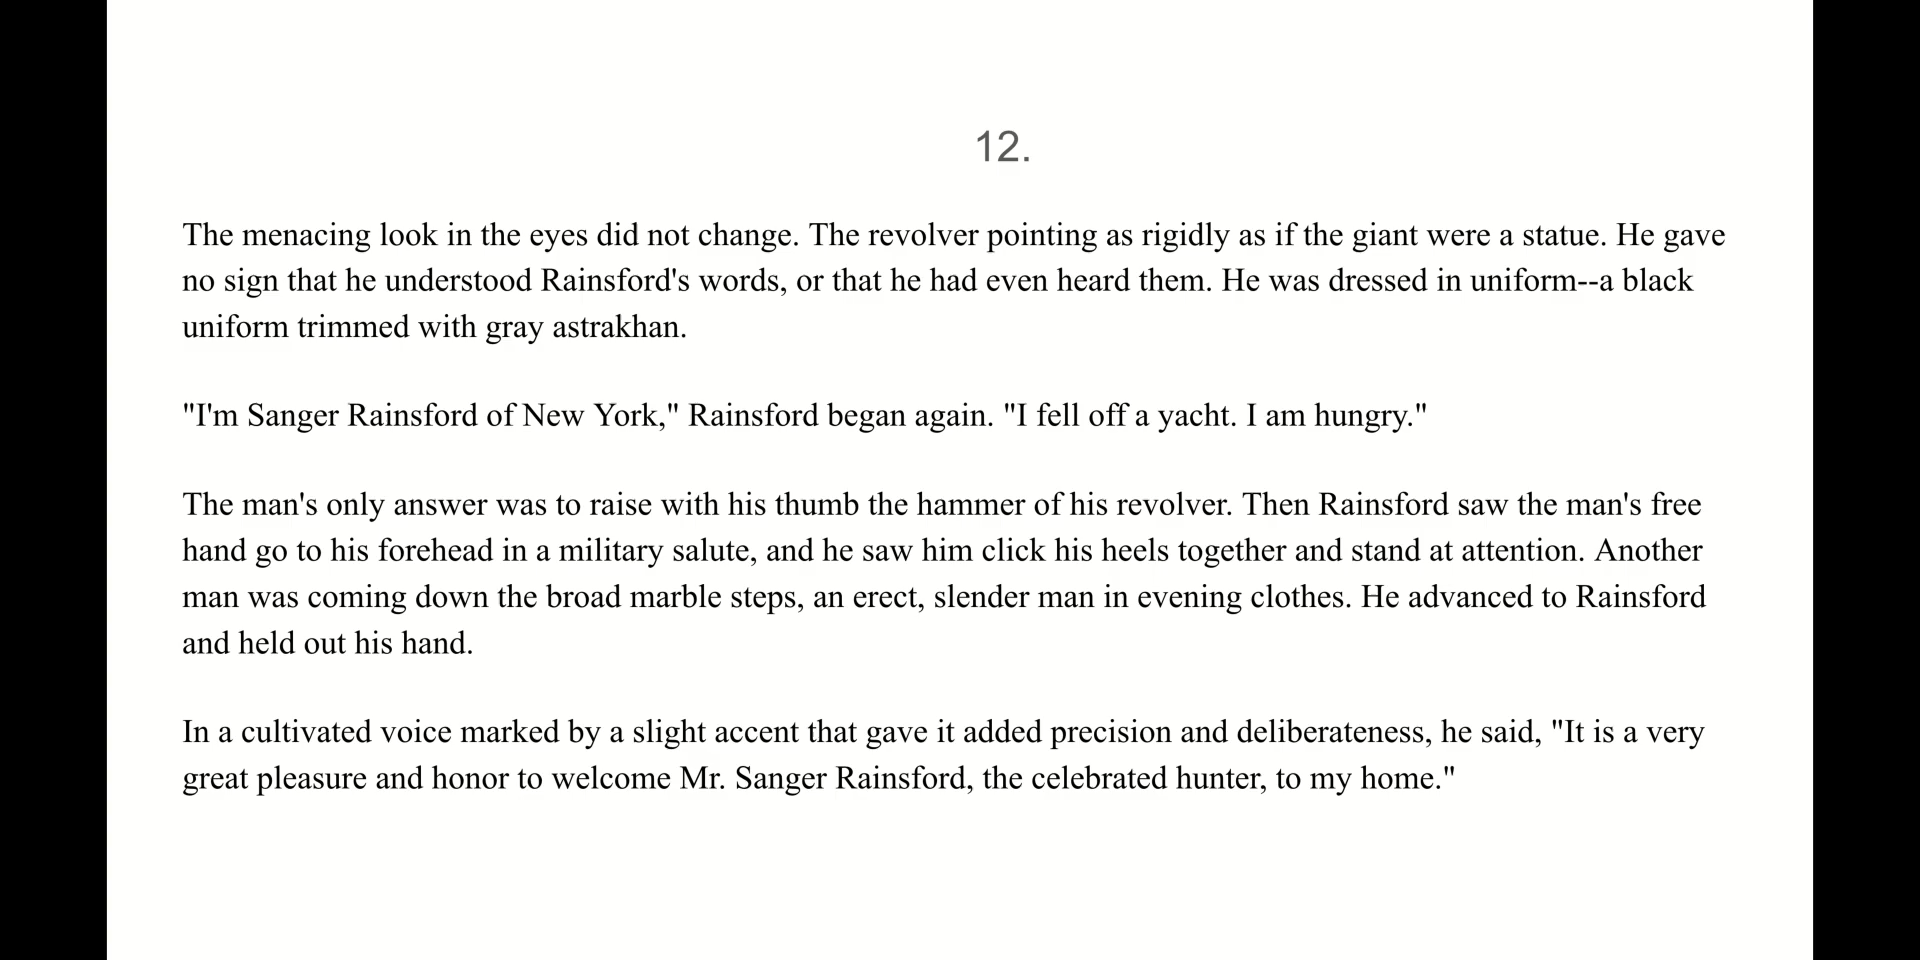 12.
The menacing look in the eyes did not change. The revolver pointing as rigidly as if the giant were a statue. He gave
no sign that he understood Rainsford's words, or that he had even heard them. He was dressed in uniform--a black
uniform trimmed with gray astrakhan.
"I'm Sanger Rainsford of New York," Rainsford began again. "I fell off a yacht. I am hungry."
The man's only answer was to raise with his thumb the hammer of his revolver. Then Rainsford saw the man's free
hand go to his forehead in a military salute, and he saw him click his heels together and stand at attention. Another
man was coming down the broad marble steps, an erect, slender man in evening clothes. He advanced to Rainsford
and held out his hand.
In a cultivated voice marked by a slight accent that gave it added precision and deliberateness, he said, "It is a very
great pleasure and honor to welcome Mr. Sanger Rainsford, the celebrated hunter, to my home."